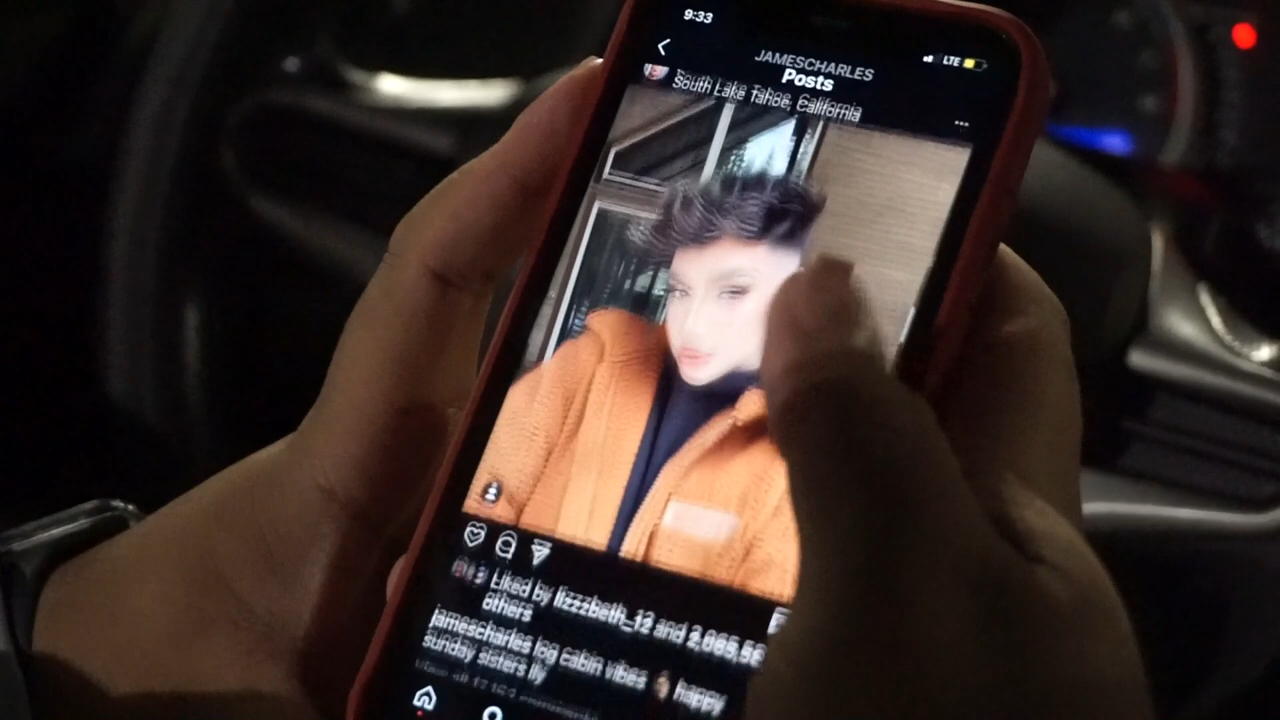 9:33
LTE
JAMESCHARLES
Posts
South Lake Tahoe, California
Liked by lizzzbeth_12 and
others
jamescharles log cabin vibes happy
sunday sisters ily